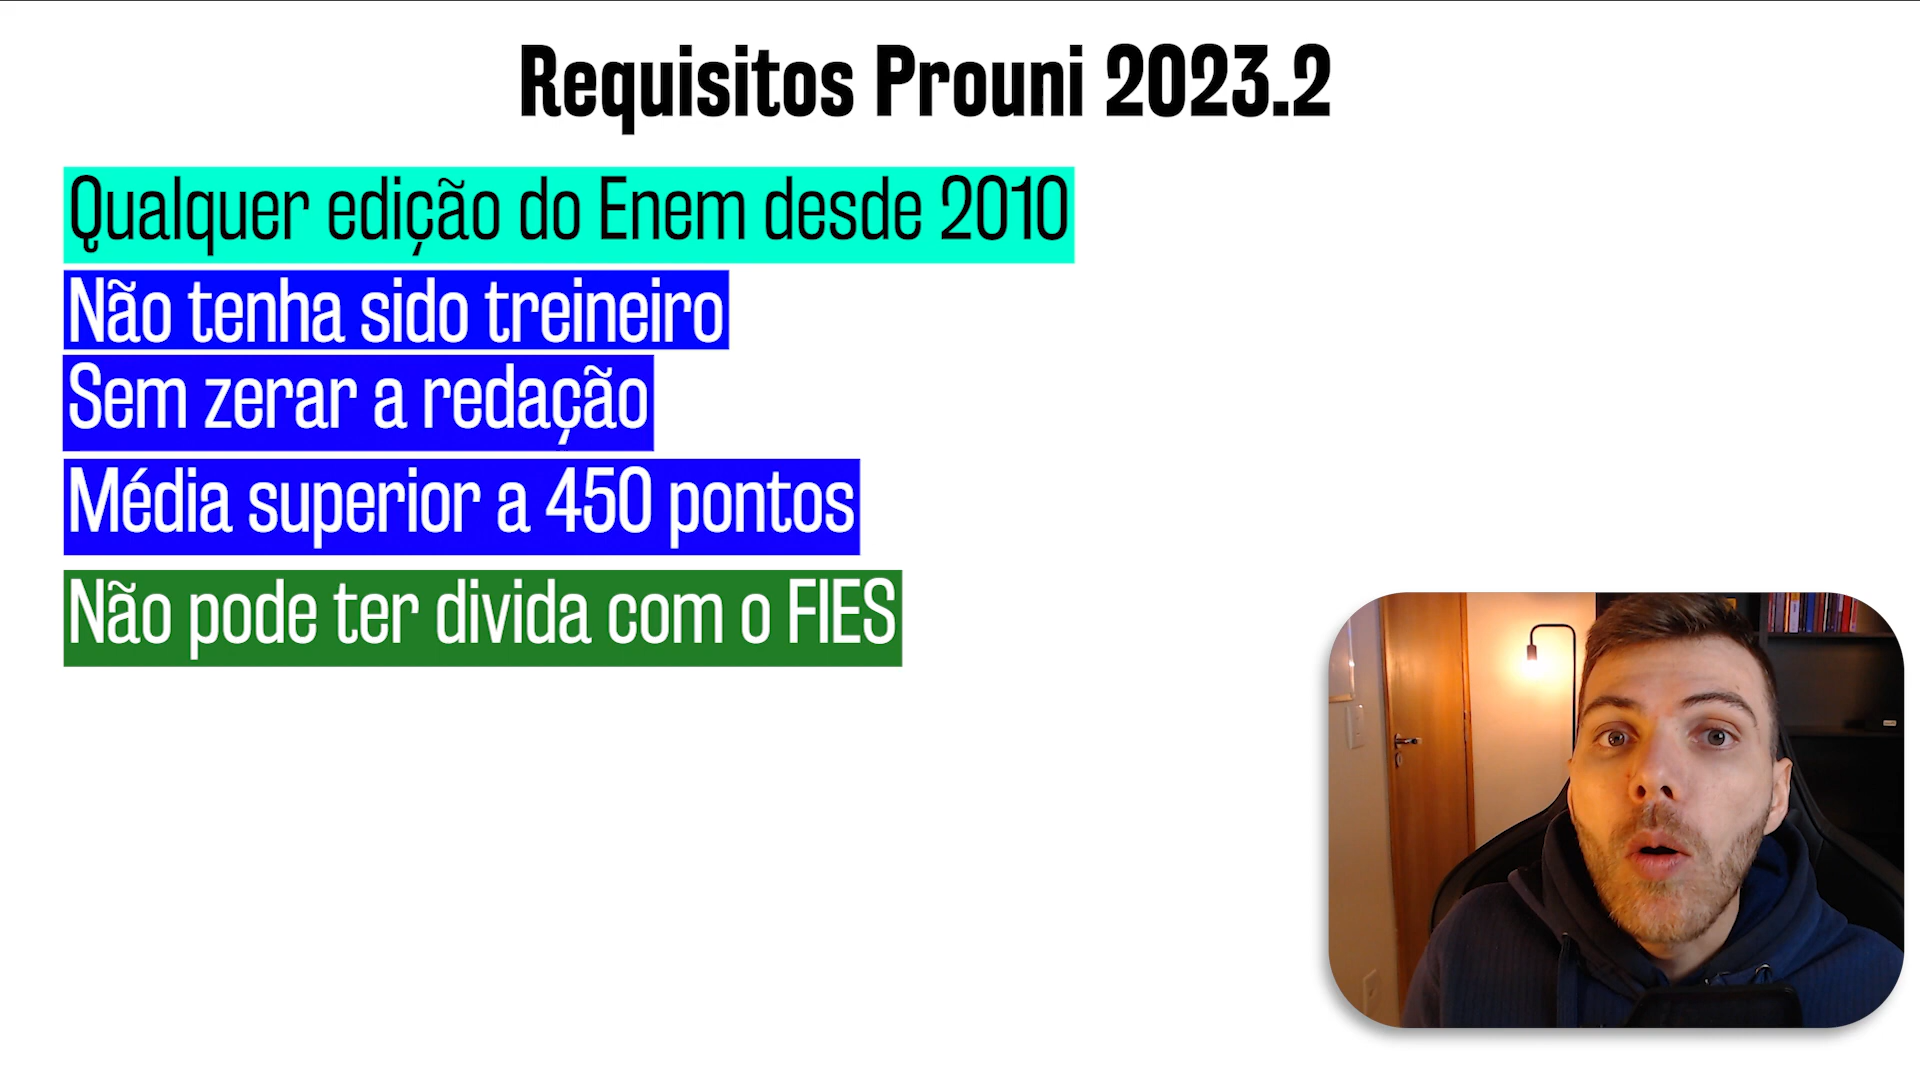 Requisitos Prouni 2023.2
Qualquer edição do Enem desde 2010
Não tenha sido treineiro
Sem zerar a redação
Média superior a 450 pontos
Não pode ter divida com o FIES